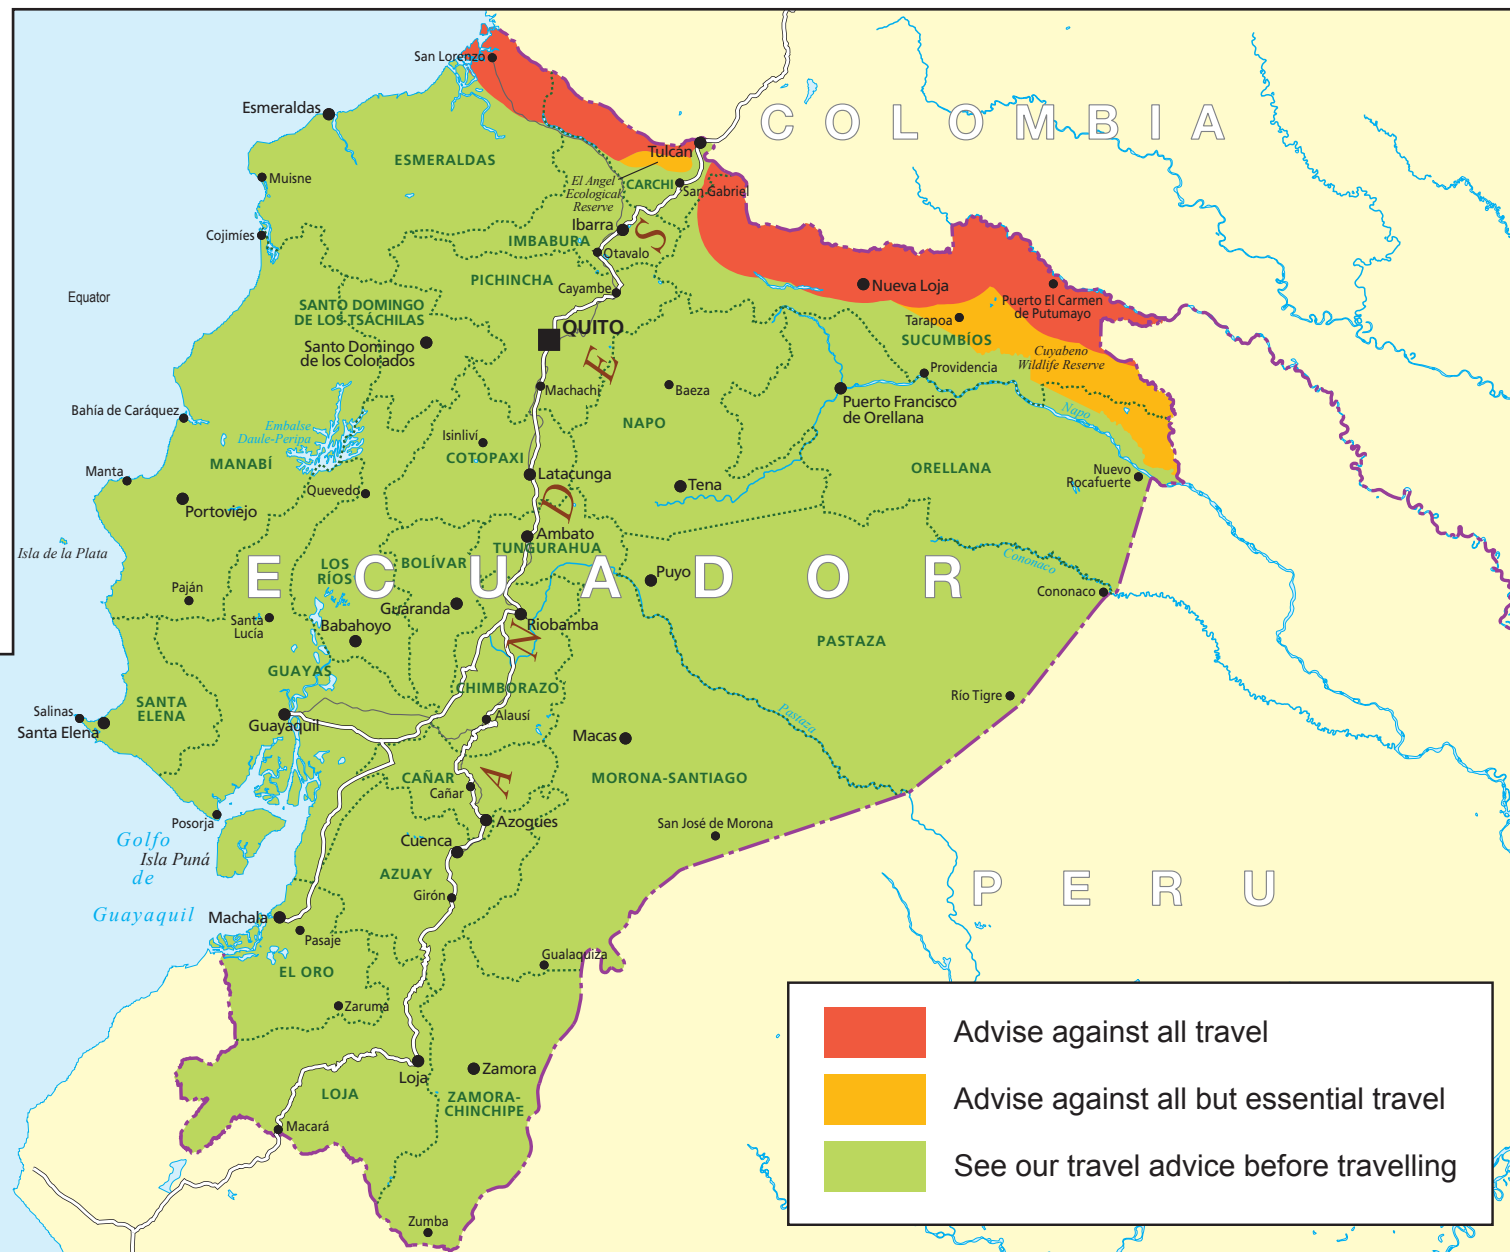 San Lorenzo
COLOMBIA
Esmeraldas
Tulcán
ESMERALDAS
El Angel
Ecological
Reserve
CARCHI
San Gabriel
Muisne
Ibarra
Cojimíes
IMBABURA
Otavalo
PICHINCHA
Cayambe
Nueva Loja
Equator
SANTO DOMINGO
DE LOS TSÁCHILAS
Puerto El Carmen
de Putumayo
Tarapoa
QUITO
SUCUMBÍOS
Santo Domingo
de los Colorados
Cuyabeno
Wildlife Reserve
Providencia
Machachi
Baeza
Puerto Francisco
de Orellana
Bahía de Caráquez
Napo
Embalse
Daule-Peripa
Isinliví
NAPO
MANABÍ
COTOPAXI
ORELLANA
Manta
Latacunga
Nuevo
Rocafuerte
Quevedo
Tena
Portoviejo
Ambato
TUNGURAHUA
Isla de la Plata
ECUADOR
LOS
RÍOS
BOLÍVAR
Cononaco
Puyo
Paján
Guaranda
Cononaco
Santa
Lucía
Babahoyo
Riobamba
PASTAZA
GUAYAS
CHIMBORAZO
Río Tigre
SANTA
ELENA
Salinas
Santa Elena
Guayaquil
Alausí
Pastaza
Macas
ANDES
CAÑAR
Cañar
MORONA-SANTIAGO
Posorja
Azogues
San José de Morona
Golfo
de
Guayaquil
Isla Puná
Cuenca
AZUAY
Girón
PERU
Machala
Pasaje
Gualaquiza
EL ORO
Zaruma
Loja
Zamora
LOJA
ZAMORA-
CHINCHIPE
Macará
Zumba
Advise against all travel
Advise against all but essential travel
See our travel advice before travelling